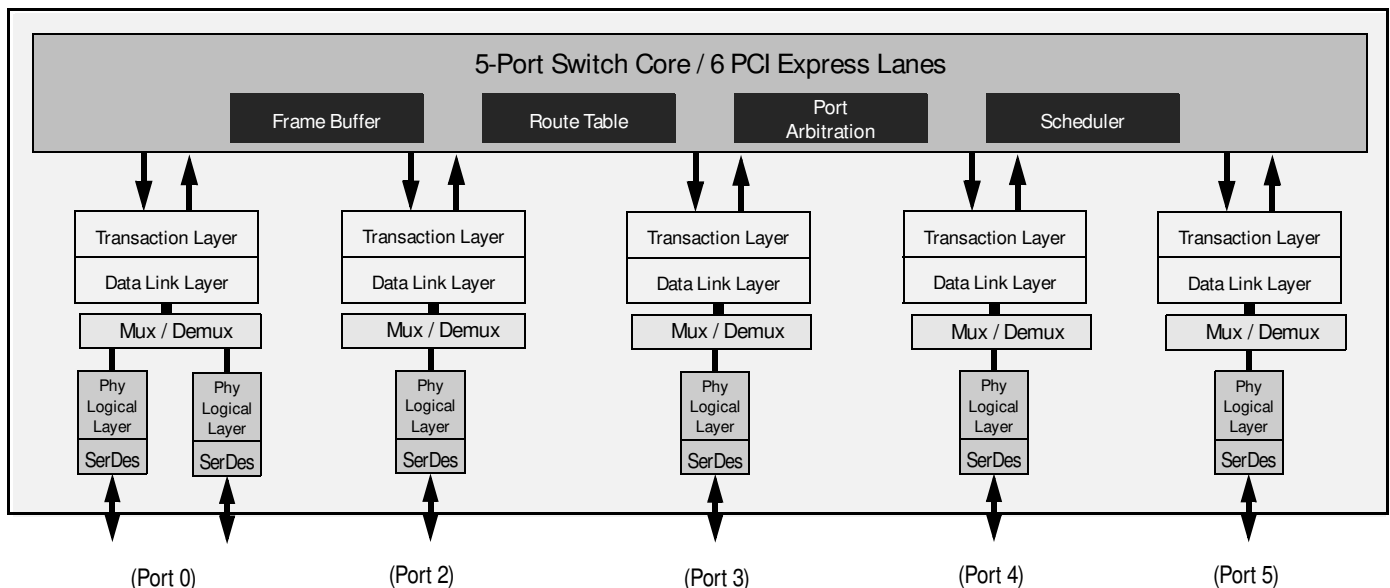 5-Port Switch Core / 6 PCI Express Lanes
Frame Buffer
Route Table
Port
Arbitration
Scheduler
Transaction Layer
Data Link Layer
Mux / Demux
Phy
Logical
Layer
SerDes
Phy
Logical
Layer
SerDes
(Port 0)
Transaction Layer
Data Link Layer
Mux / Demux
Phy
Logical
Layer
SerDes
(Port 2)
Transaction Layer
Data Link Layer
Mux / Demux
Phy
Logical
Layer
SerDes
(Port 3)
Transaction Layer
Data Link Layer
Mux / Demux
Phy
Logical
Layer
SerDes
(Port 4)
Transaction Layer
Data Link Layer
Mux / Demux
Phy
Logical
Layer
SerDes
(Port 5)